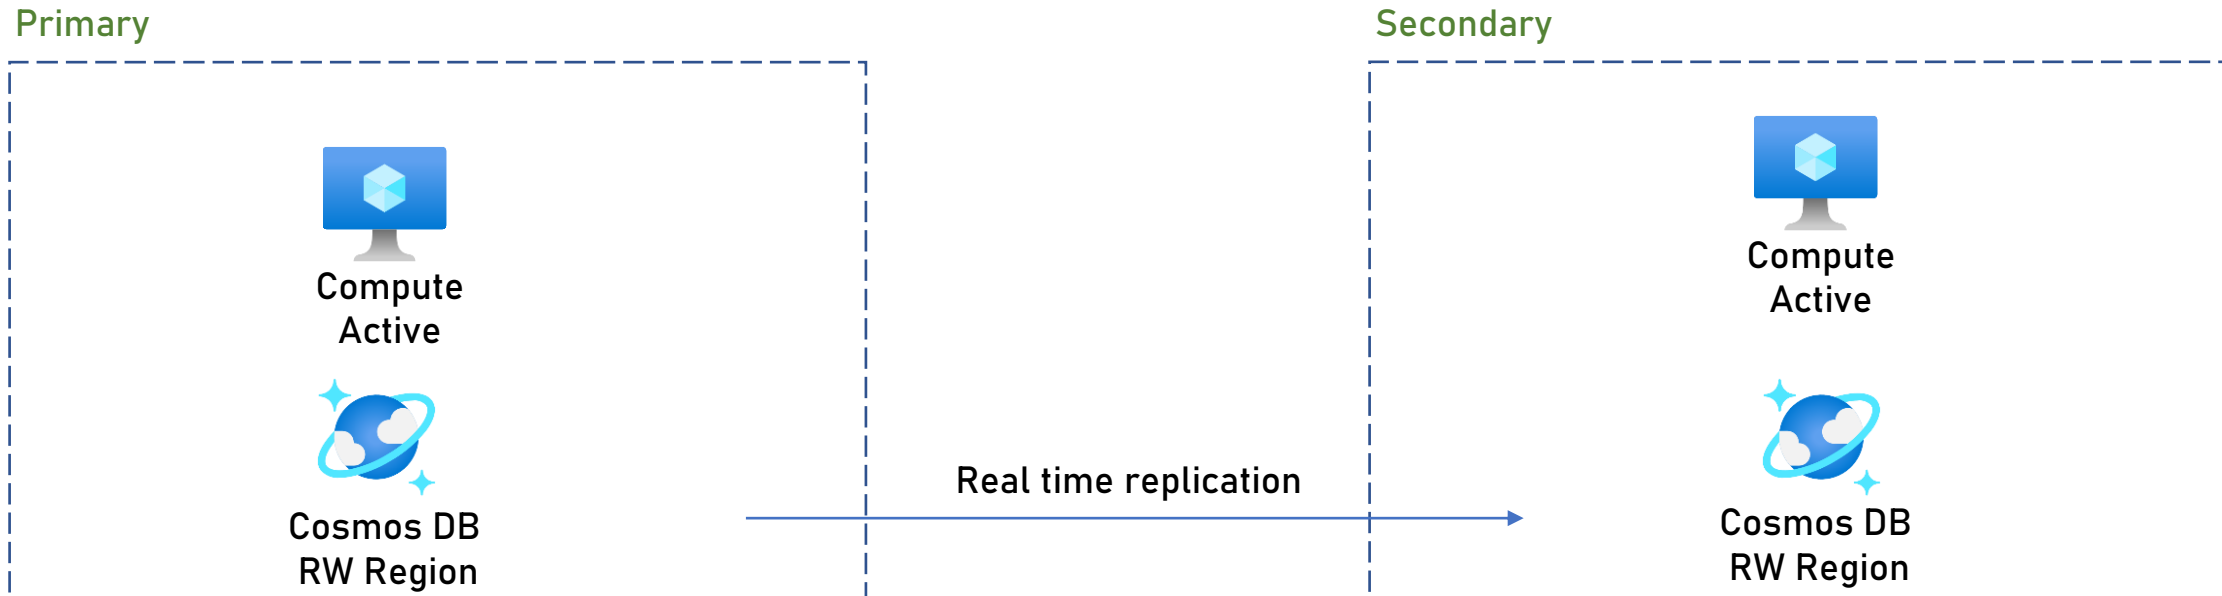 Primary
Secondary
Compute
Active
Compute
Active
Real time replication
Cosmos DB
RW Region
Cosmos DB
RW Region